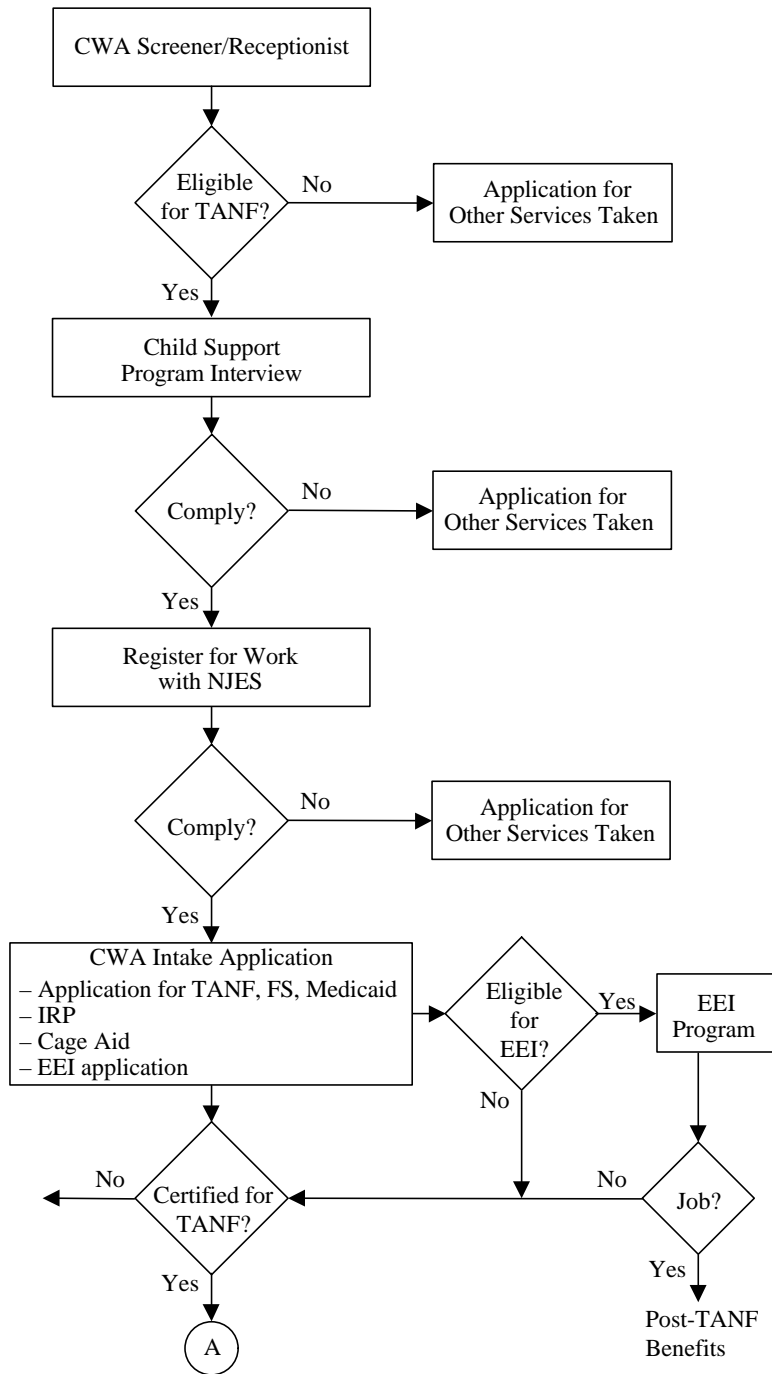 CWA Screener/Receptionist
Eligible
for TANF?
No
Application for
Other Services Taken
Yes
Child Support
Program Interview
Comply?
No
Application for
Other Services Taken
Yes
Register for Work
with NJES
Comply?
No
Application for
Other Services Taken
Yes
CWA Intake Application
– Application for TANF, FS, Medicaid
– IRP
– Cage Aid
– EEI application
Eligible
for
EEI?
Yes
EEI
Program
No
No
Certified for
TANF?
No
Job?
Yes
A
Yes
Post-TANF
Benefits